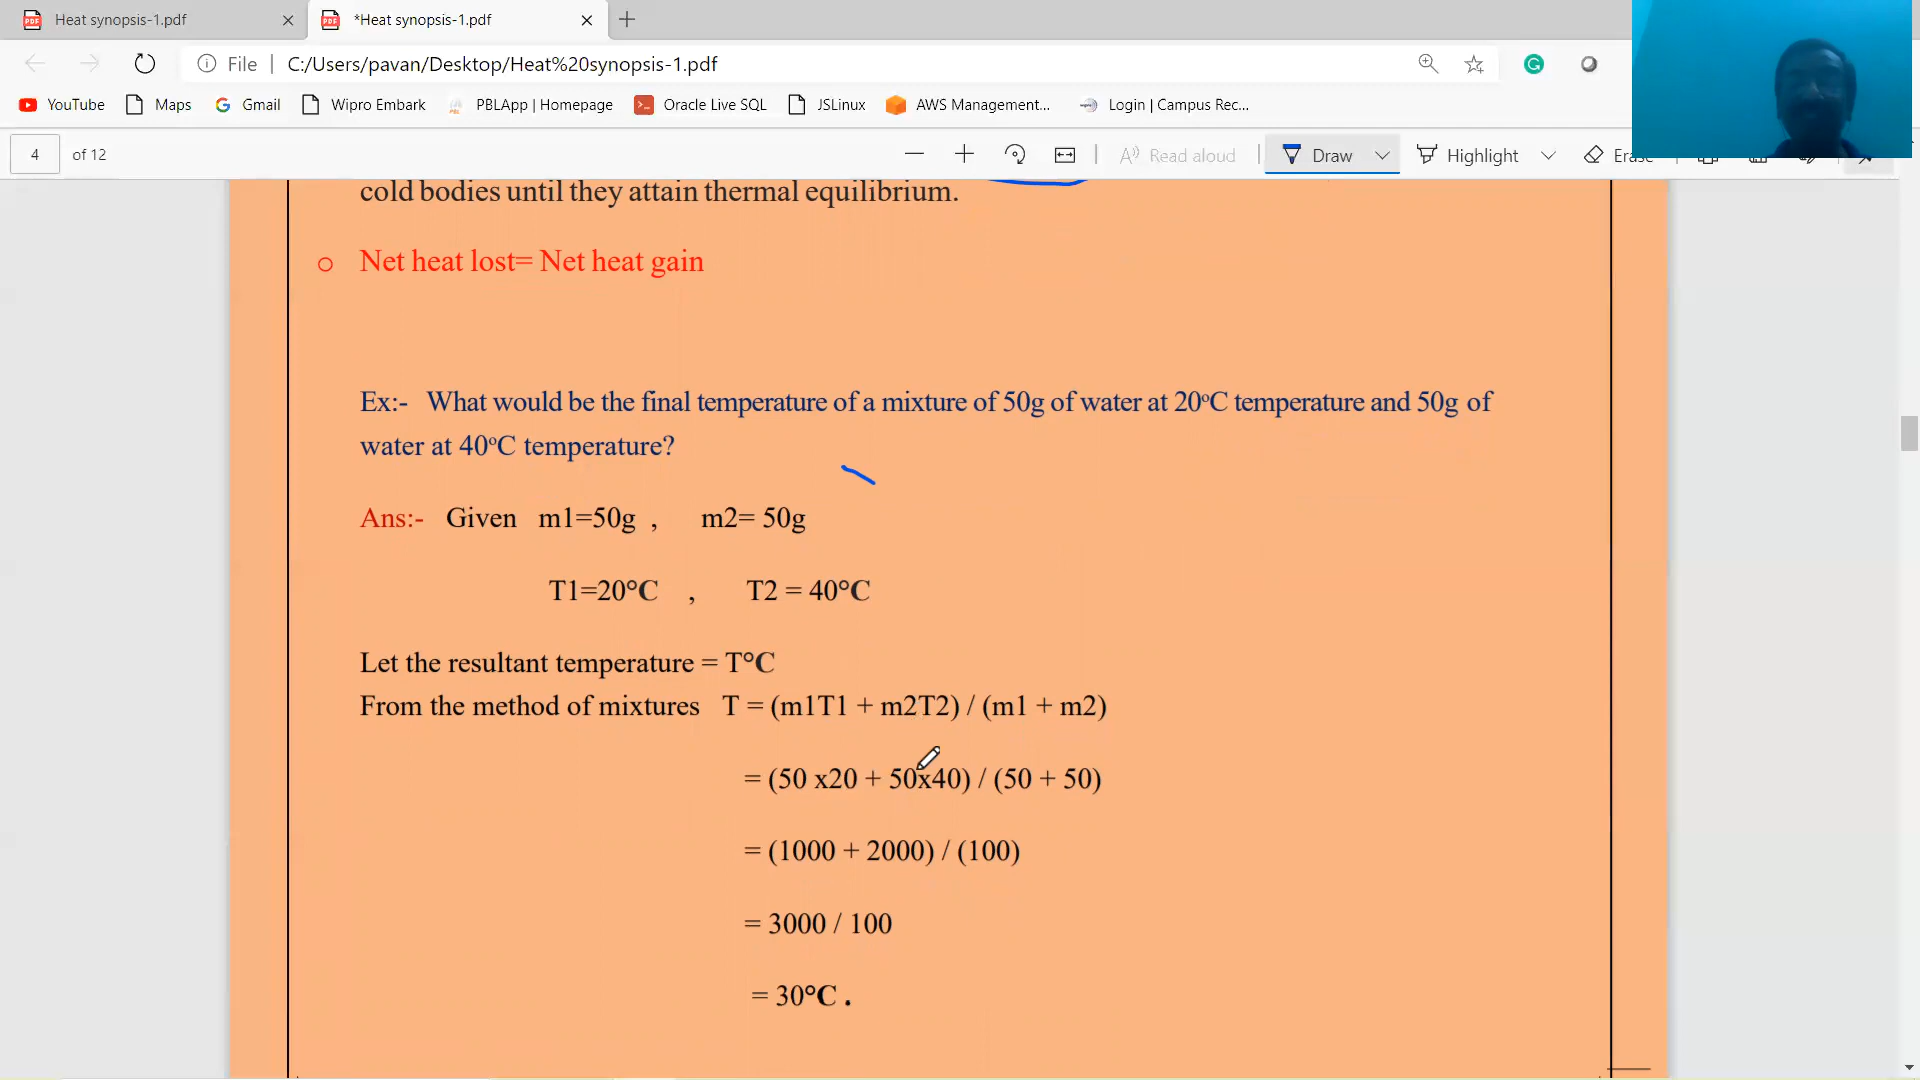 Heat synopsis-1.pdf
*Heat synopsis-1.pdf
File
C:/Users/pavan/Desktop/Heat%20synopsis-1.pdf
YouTube
Maps
Gmail
Wipro Embark
PBLApp | Homepage
Oracle Live SQL
JSLinux
AWS Management...
Login | Campus Rec...
4 of 12
Read aloud
Draw
Highlight
Erase
cold bodies until they attain thermal equilibrium.
o Net heat lost= Net heat gain
Ex:- What would be the final temperature of a mixture of 50g of water at 20°C temperature and 50g of
water at 40°C temperature?
Ans:- Given m1=50g , m2= 50g
T1=20°C , T2 = 40°C
Let the resultant temperature = T°C
From the method of mixtures T = (m1T1 + m2T2) / (m1 + m2)
= (50 x20 + 50x40) / (50 + 50)
= (1000 + 2000) / (100)
= 3000 / 100
= 30°C .